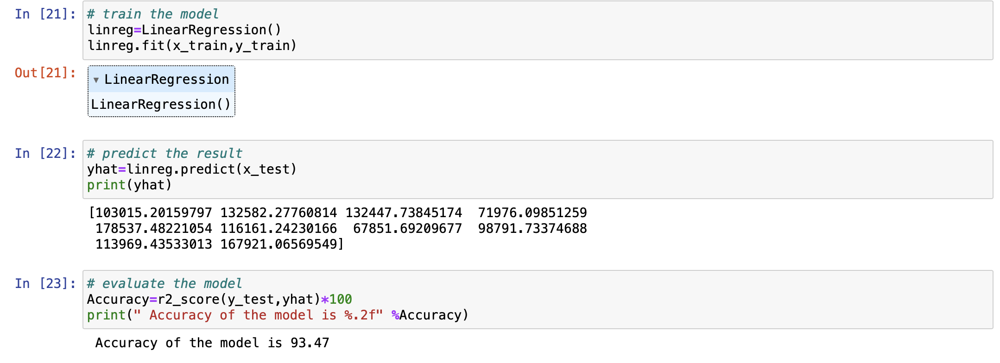 In [21]: # train the model
linreg=LinearRegression()
linreg.fit(x_train,y_train)
Out[21]: ▼ LinearRegression
LinearRegression()
In [22]: # predict the result
yhat=linreg.predict(x_test)
print(yhat)
[103015.20159797 132582.27760814 132447.73845174  71976.09851259
 178537.48221054 116161.24230166  67851.69209677  98791.73374688
 113969.43533013 167921.06569549]
In [23]: # evaluate the model
Accuracy=r2_score(y_test,yhat)*100
print(" Accuracy of the model is %.2f" %Accuracy)
 Accuracy of the model is 93.47